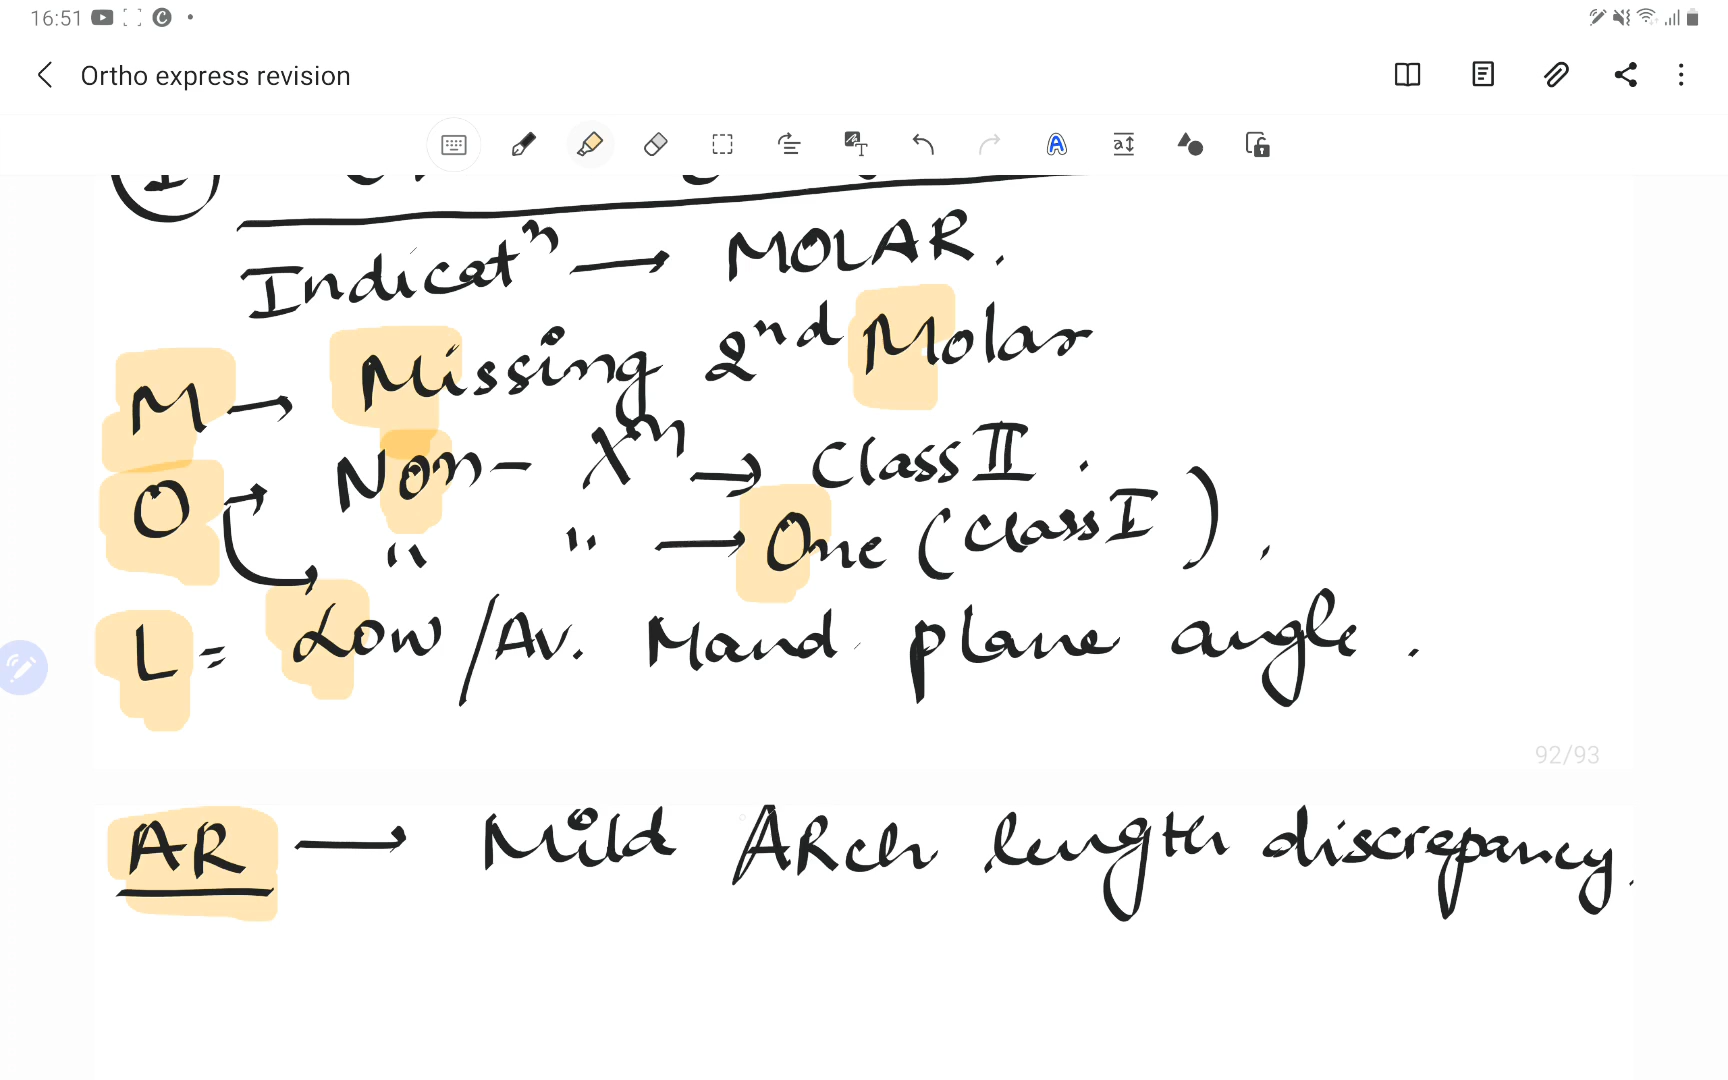 16:51
Ortho express revision
Indicatⁿ → MOLAR.
M → Missing 2nd Molar
O → Non- Xⁿ → Class II.
" " → One (Class I),
L = Low/Av. Mand. plane angle.
92/93
AR → Mild ARch length discrepancy.